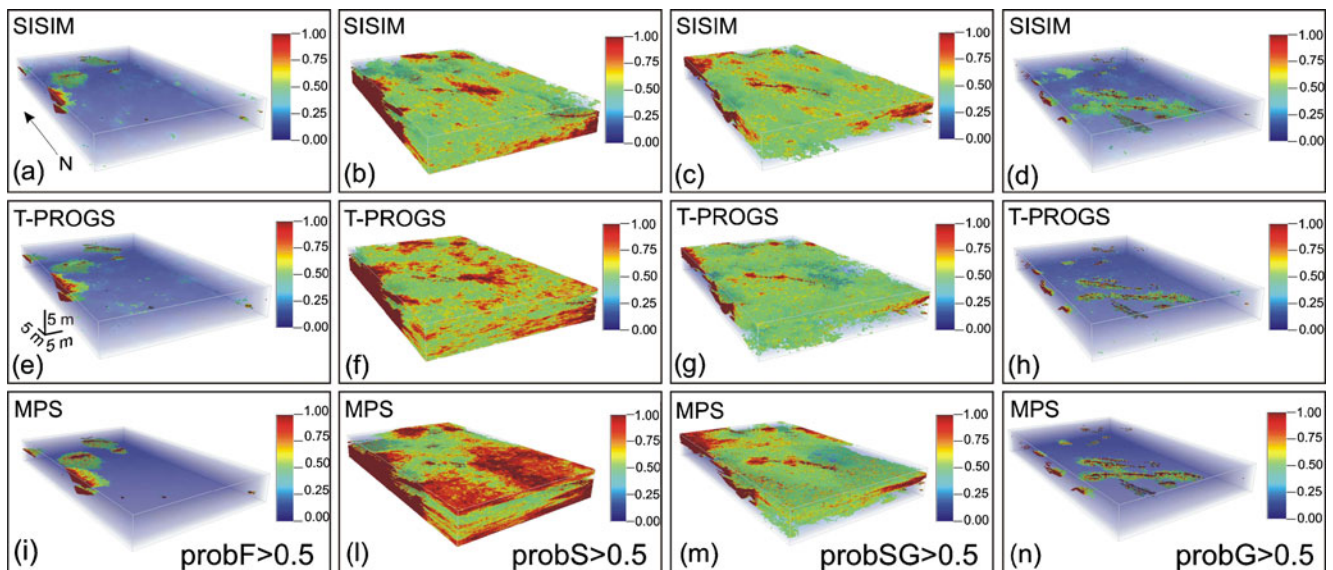 SISIM
1.00
0.75
0.50
0.25
0.00
N
(a)
SISIM
1.00
0.75
0.50
0.25
0.00
(b)
SISIM
1.00
0.75
0.50
0.25
0.00
(c)
SISIM
1.00
0.75
0.50
0.25
0.00
(d)
T-PROGS
1.00
0.75
0.50
0.25
0.00
5 m
5 m
5 m
(e)
T-PROGS
1.00
0.75
0.50
0.25
0.00
(f)
T-PROGS
1.00
0.75
0.50
0.25
0.00
(g)
T-PROGS
1.00
0.75
0.50
0.25
0.00
(h)
MPS
1.00
0.75
0.50
0.25
0.00
(i)
probF>0.5
MPS
1.00
0.75
0.50
0.25
0.00
(l)
probS>0.5
MPS
1.00
0.75
0.50
0.25
0.00
(m)
probSG>0.5
MPS
1.00
0.75
0.50
0.25
0.00
(n)
probG>0.5